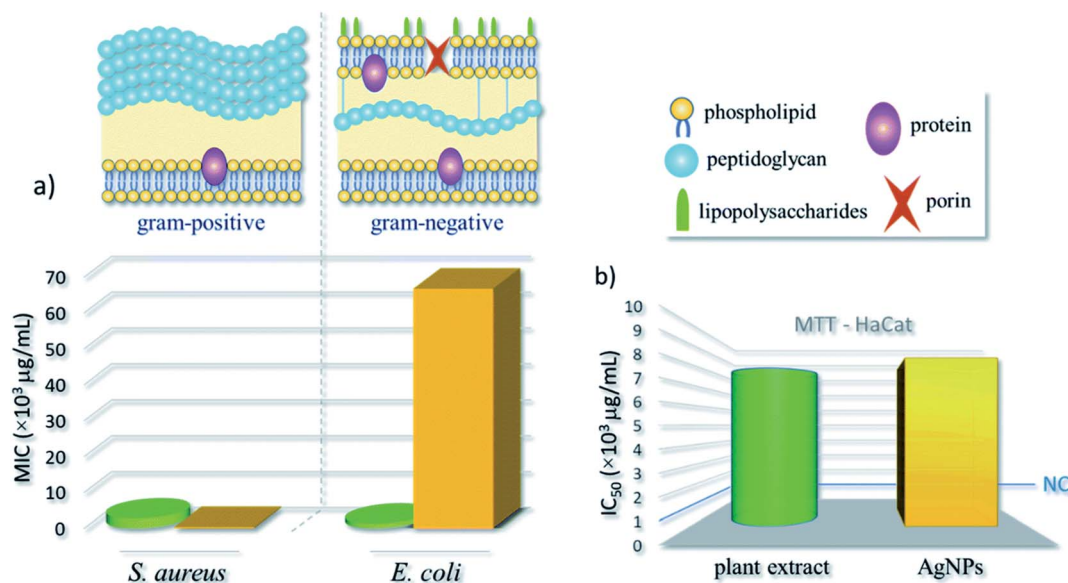 a)
gram-positive
gram-negative
phospholipid
protein
peptidoglycan
lipopolysaccharides
porin
MIC (×10³ µg/mL)
70
60
50
40
30
20
10
0
S. aureus
E. coli
b)
MTT - HaCat
IC₅₀ (×10³ µg/mL)
10
9
8
7
6
5
4
3
2
1
0
NC
plant extract
AgNPs